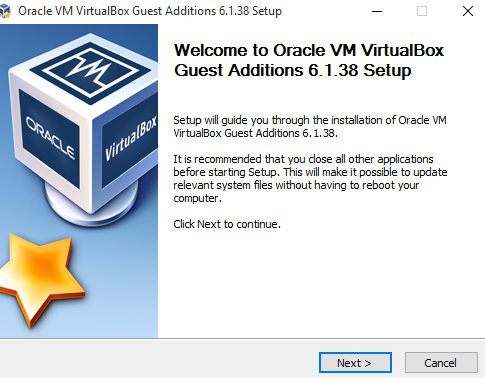 Oracle VM VirtualBox Guest Additions 6.1.38 Setup
Welcome to Oracle VM VirtualBox
Guest Additions 6.1.38 Setup
Setup will guide you through the installation of Oracle VM
VirtualBox Guest Additions 6.1.38.
It is recommended that you close all other applications
before starting Setup. This will make it possible to update
relevant system files without having to reboot your
computer.
Click Next to continue.
ORACLE
VirtualBox
Next >
Cancel